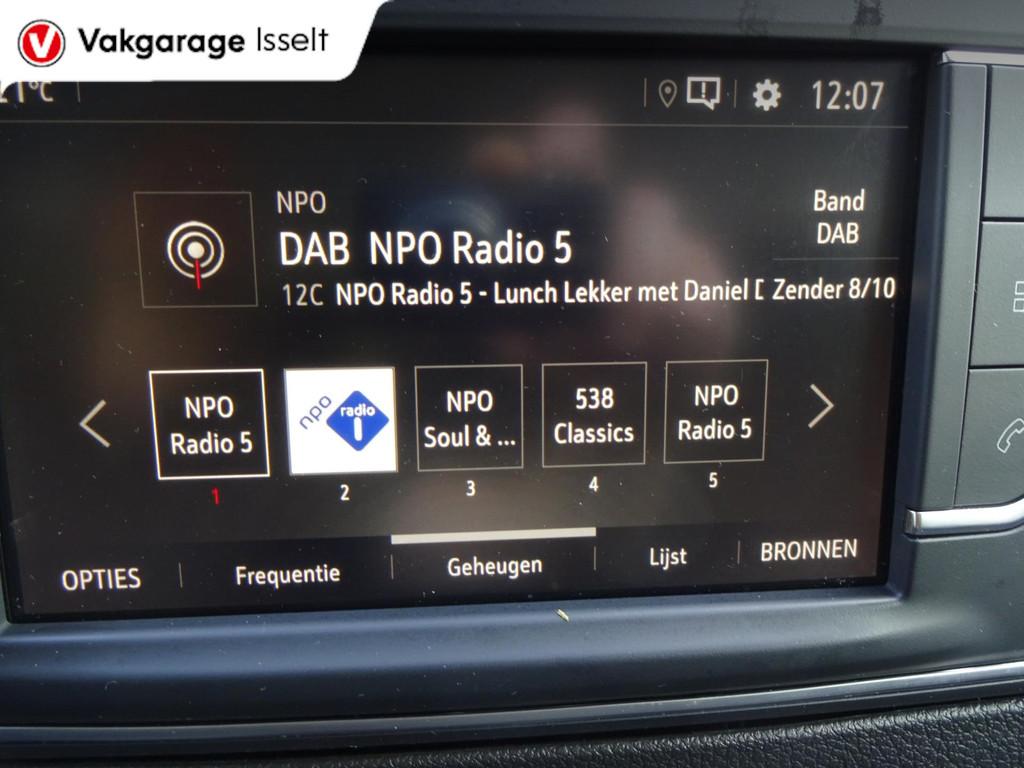 Vakgarage Isselt
°C
12:07
NPO
DAB NPO Radio 5
12C NPO Radio 5 - Lunch Lekker met Daniel
Band
DAB
Zender 8/10
NPO
Radio 5
npo
radio
1
NPO
Soul & ...
538
Classics
NPO
Radio 5
1
2
3
4
5
OPTIES
Frequentie
Geheugen
Lijst
BRONNEN